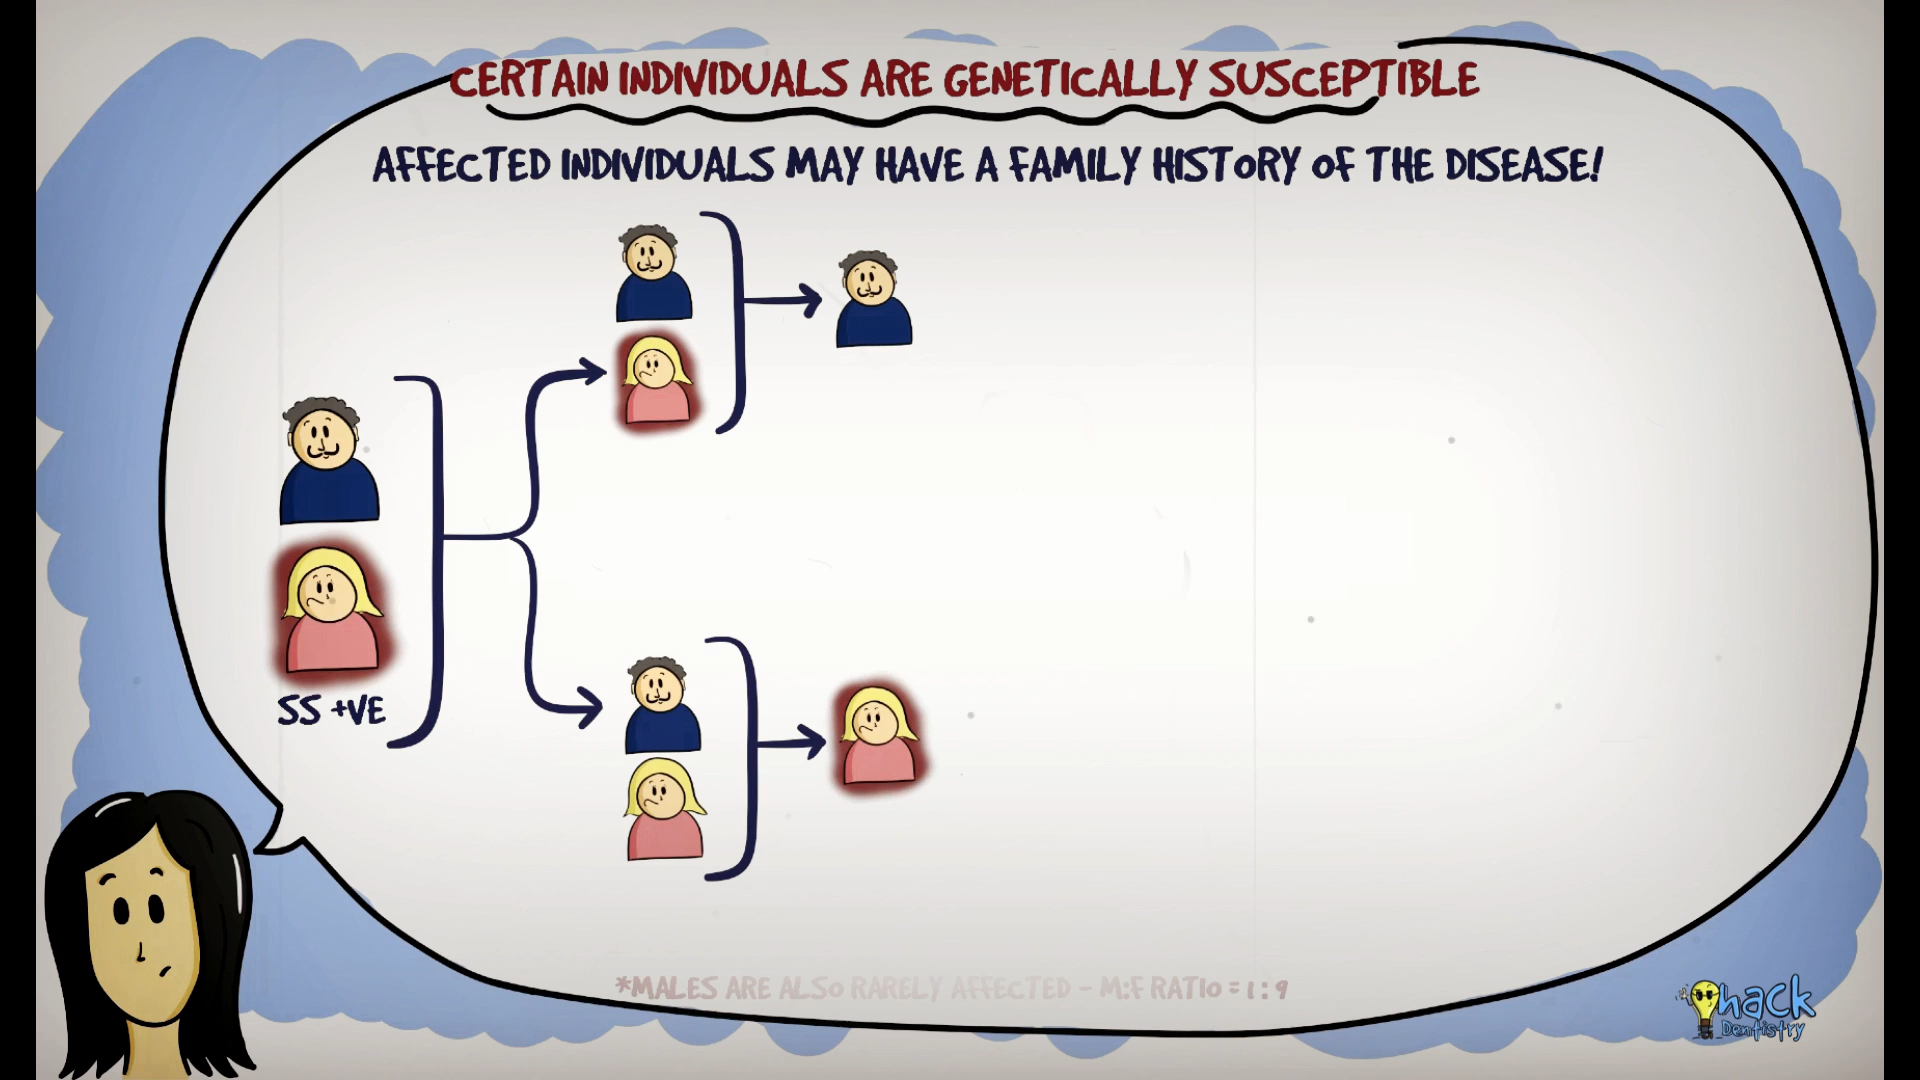 CERTAIN INDIVIDUALS ARE GENETICALLY SUSCEPTIBLE
AFFECTED INDIVIDUALS MAY HAVE A FAMILY HISTORY OF THE DISEASE!
SS +VE
*MALES ARE ALSO RARELY AFFECTED - M:F RATIO = 1 : 9
hack
Dentistry